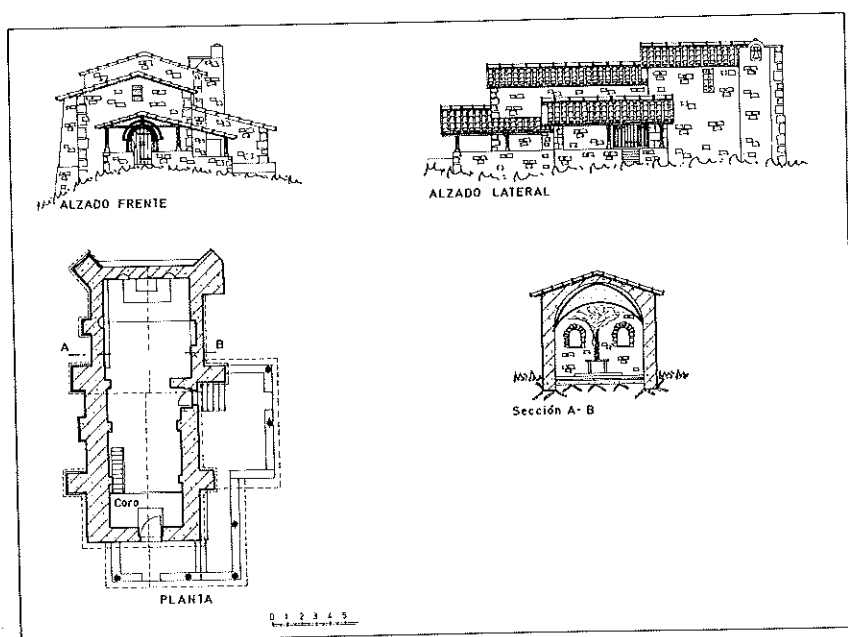 ALZADO FRENTE
ALZADO LATERAL
A
B
Sección A-B
Coro
PLANTA
0 1 2 3 4 5